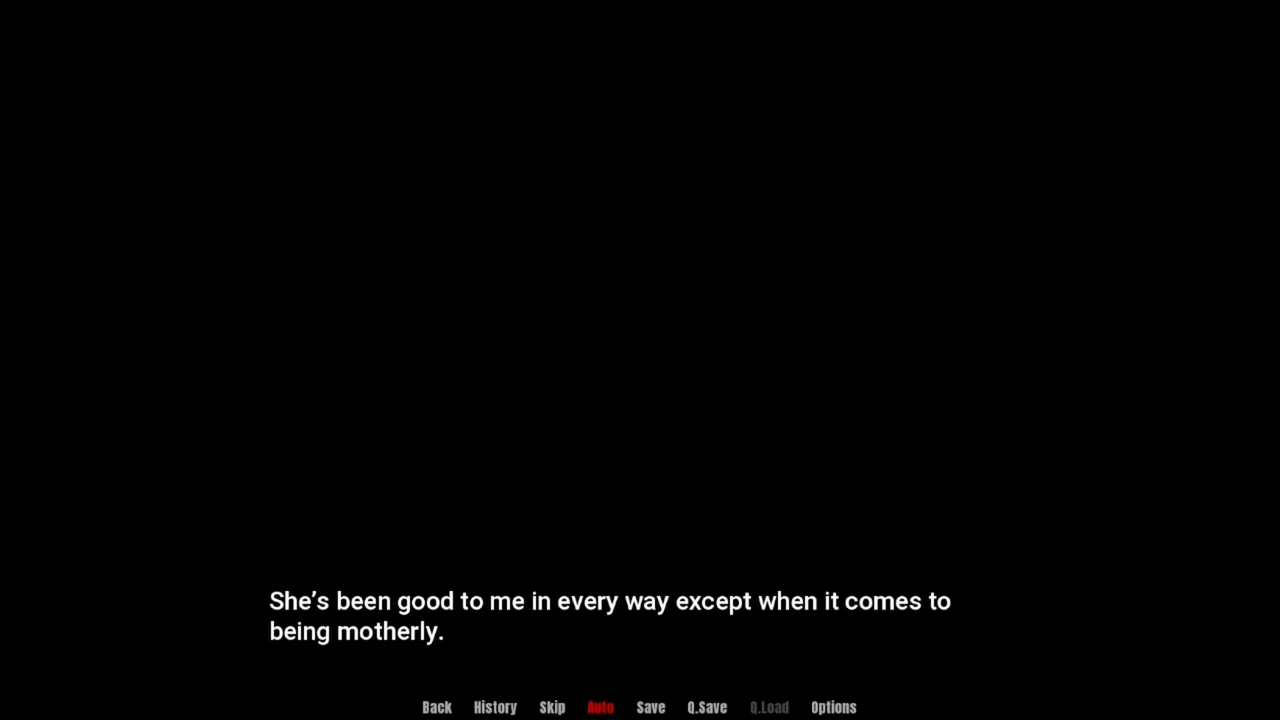 She’s been good to me in every way except when it comes to
being motherly.
Back History Skip Auto Save Q.Save Q.Load Options